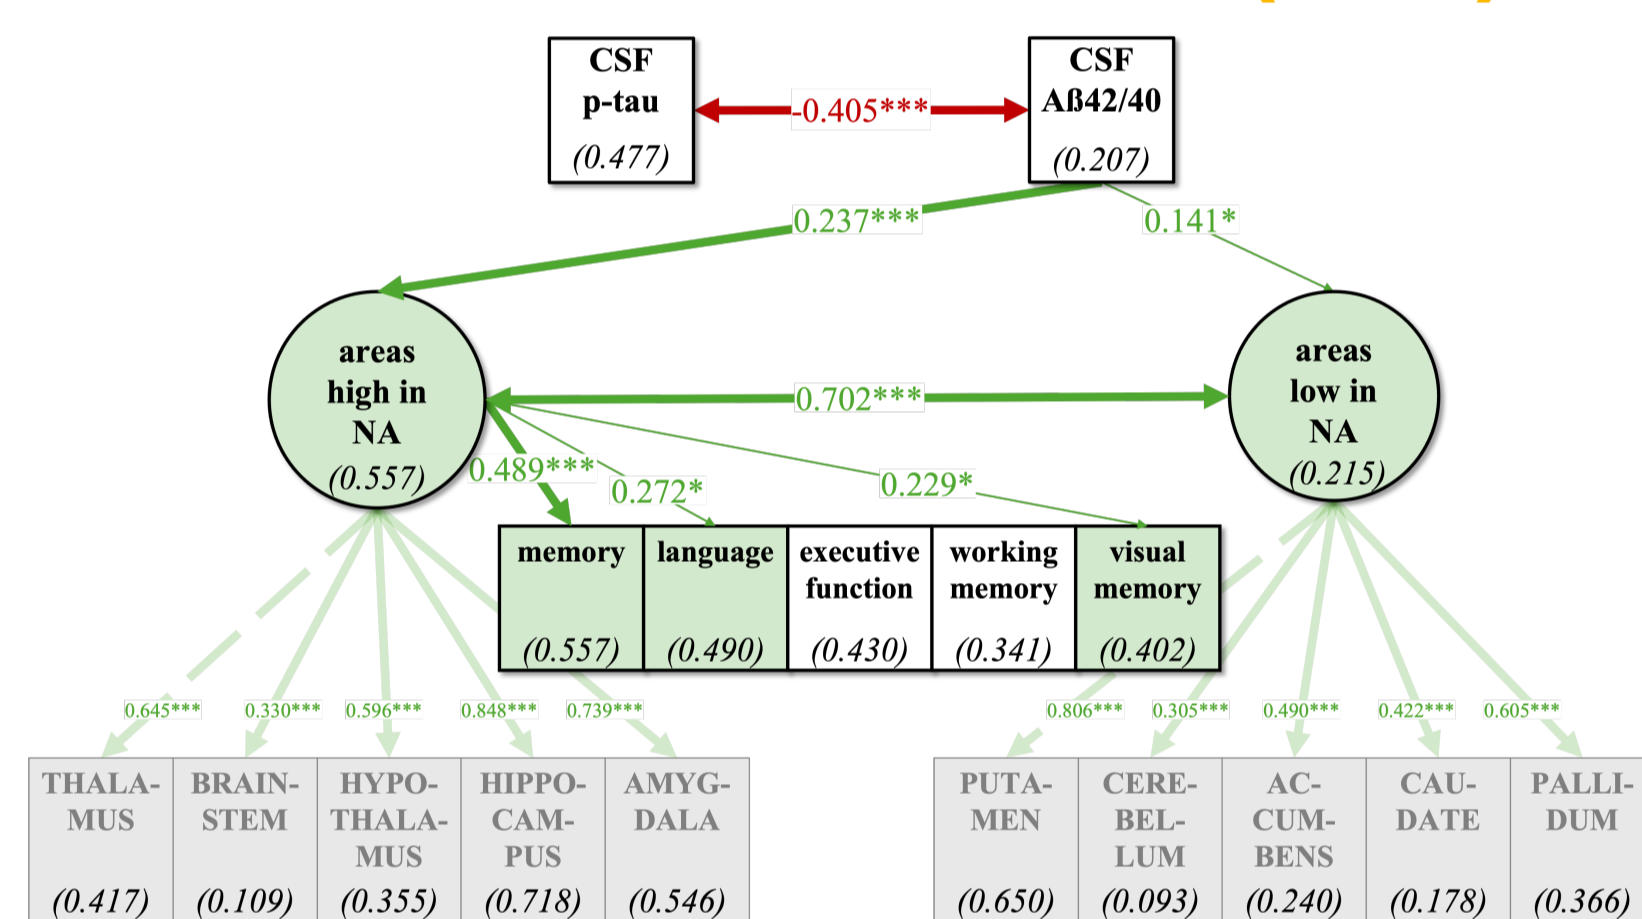 CSF
p-tau
(0.477)
-0.405***
CSF
Aß42/40
(0.207)
0.237***
0.141*
areas
high in
NA
(0.557)
0.702***
areas
low in
NA
(0.215)
0.489***
0.272*
0.229*
memory
(0.557)
language
(0.490)
executive
function
(0.430)
working
memory
(0.341)
visual
memory
(0.402)
0.645***
0.330***
0.596***
0.848***
0.739***
0.806***
0.305***
0.490***
0.422***
0.605***
THALA-
MUS
(0.417)
BRAIN-
STEM
(0.109)
HYPO-
THALA-
MUS
(0.355)
HIPPO-
CAM-
PUS
(0.718)
AMYG-
DALA
(0.546)
PUTA-
MEN
(0.650)
CERE-
BEL-
LUM
(0.093)
AC-
CUM-
BENS
(0.240)
CAU-
DATE
(0.178)
PALLI-
DUM
(0.366)